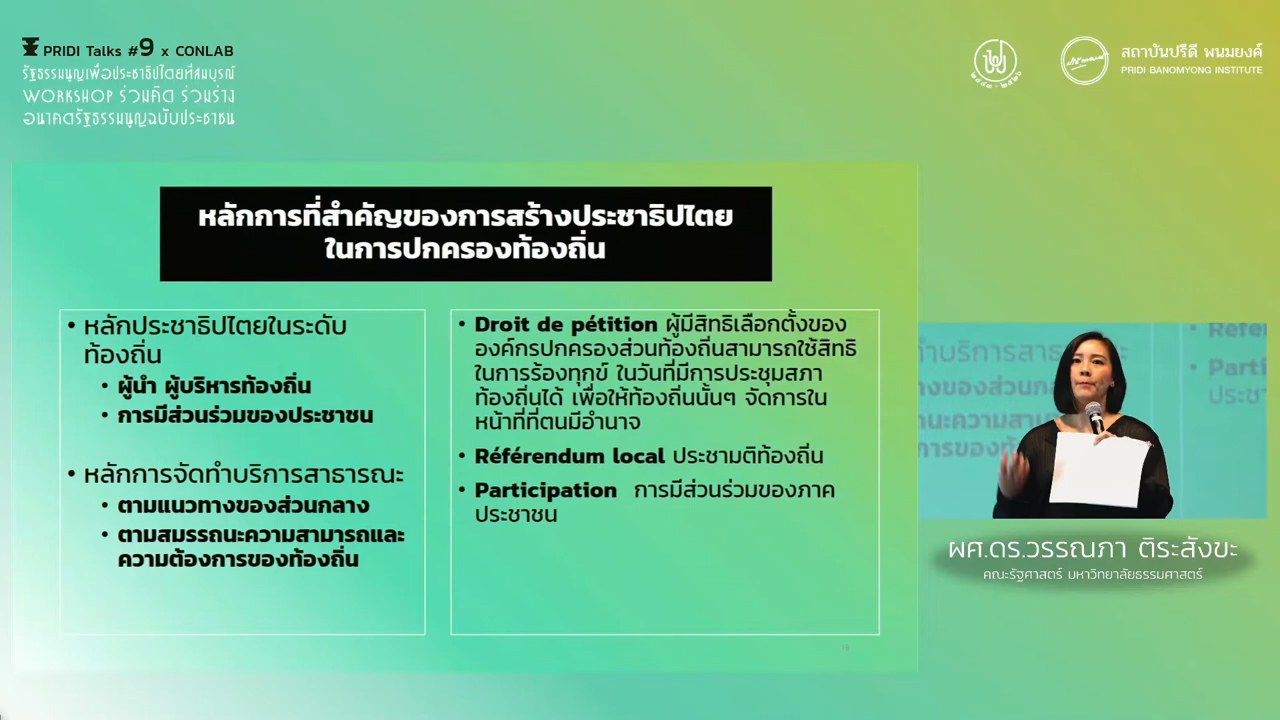 PRIDI Talks #9 x CONLAB
รัฐธรรมนูญเพื่อประชาธิปไตยที่สมบูรณ์
WORKSHOP ร่วมคิด ร่วมร่าง
อนาคตรัฐธรรมนูญฉบับประชาชน
๒๔๔๓ - ๒๕๒๖
สถาบันปรีดี พนมยงค์
PRIDI BANOMYONG INSTITUTE
หลักการที่สำคัญของการสร้างประชาธิปไตย
ในการปกครองท้องถิ่น
• หลักประชาธิปไตยในระดับ
ท้องถิ่น
• ผู้นำ ผู้บริหารท้องถิ่น
• การมีส่วนร่วมของประชาชน
• หลักการจัดทำบริการสาธารณะ
• ตามแนวทางของส่วนกลาง
• ตามสมรรถนะความสามารถและ
ความต้องการของท้องถิ่น
• Droit de pétition ผู้มีสิทธิเลือกตั้งของ
องค์กรปกครองส่วนท้องถิ่นสามารถใช้สิทธิ
ในการร้องทุกข์ ในวันที่มีการประชุมสภา
ท้องถิ่นได้ เพื่อให้ท้องถิ่นนั้นๆ จัดการใน
หน้าที่ที่ตนมีอำนาจ
• Référendum local ประชามติท้องถิ่น
• Participation การมีส่วนร่วมของภาค
ประชาชน
ผศ.ดร.วรรณภา ติระสังขะ
คณะรัฐศาสตร์ มหาวิทยาลัยธรรมศาสตร์